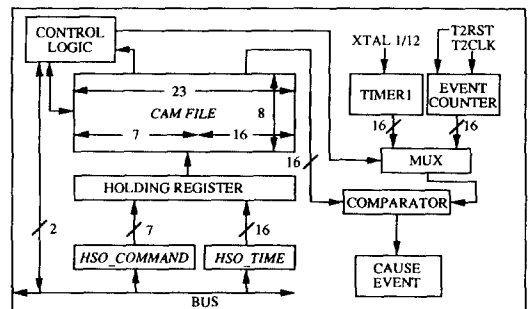 CONTROL
LOGIC
XTAL 1/12
T2RST
T2CLK
23
CAM FILE
8
7
16
TIMER1
EVENT
COUNTER
16
16
16
MUX
HOLDING REGISTER
COMPARATOR
2
7
16
HSO_COMMAND
HSO_TIME
CAUSE
EVENT
BUS